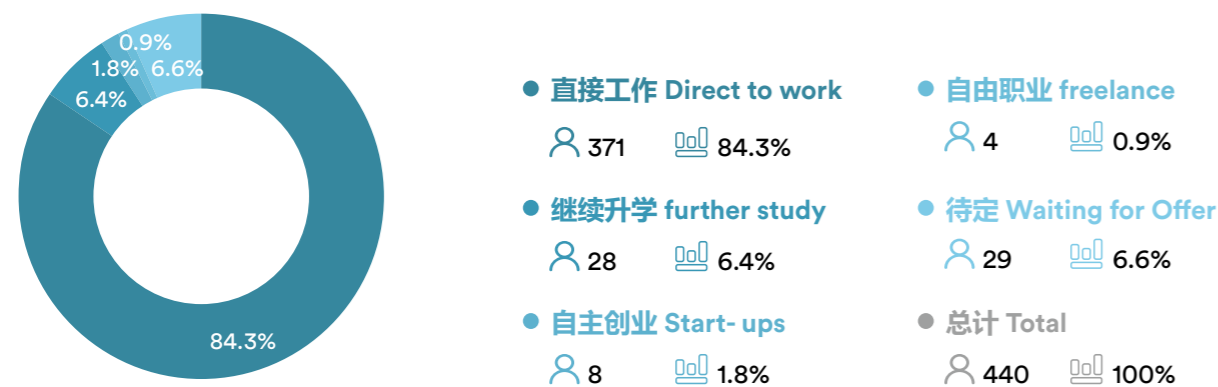 0.9%
1.8% 6.6%
6.4%
84.3%
直接工作 Direct to work
371 84.3%
继续升学 further study
28 6.4%
自主创业 Start- ups
8 1.8%
自由职业 freelance
4 0.9%
待定 Waiting for Offer
29 6.6%
总计 Total
440 100%